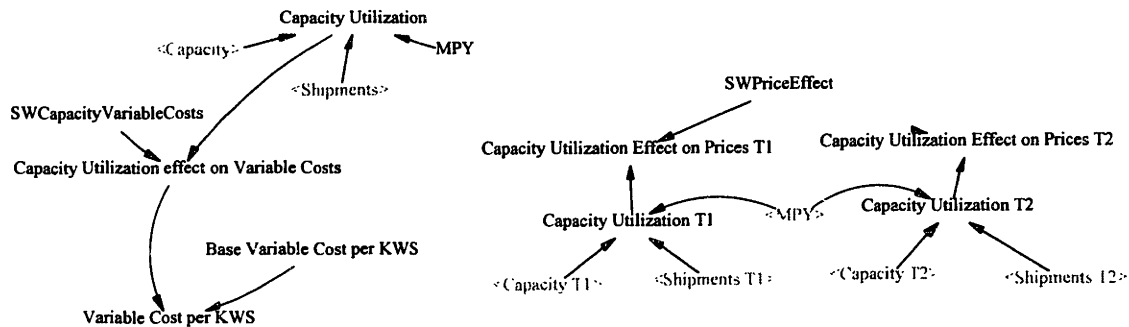 Capacity Utilization
<Capacity>
MPY
<Shipments>
SWCapacityVariableCosts
Capacity Utilization effect on Variable Costs
Base Variable Cost per KWS
Variable Cost per KWS
SWPriceEffect
Capacity Utilization Effect on Prices T1
Capacity Utilization Effect on Prices T2
Capacity Utilization T1
<MPY>
Capacity Utilization T2
<Capacity T1>
<Shipments T1>
<Capacity T2>
<Shipments T2>